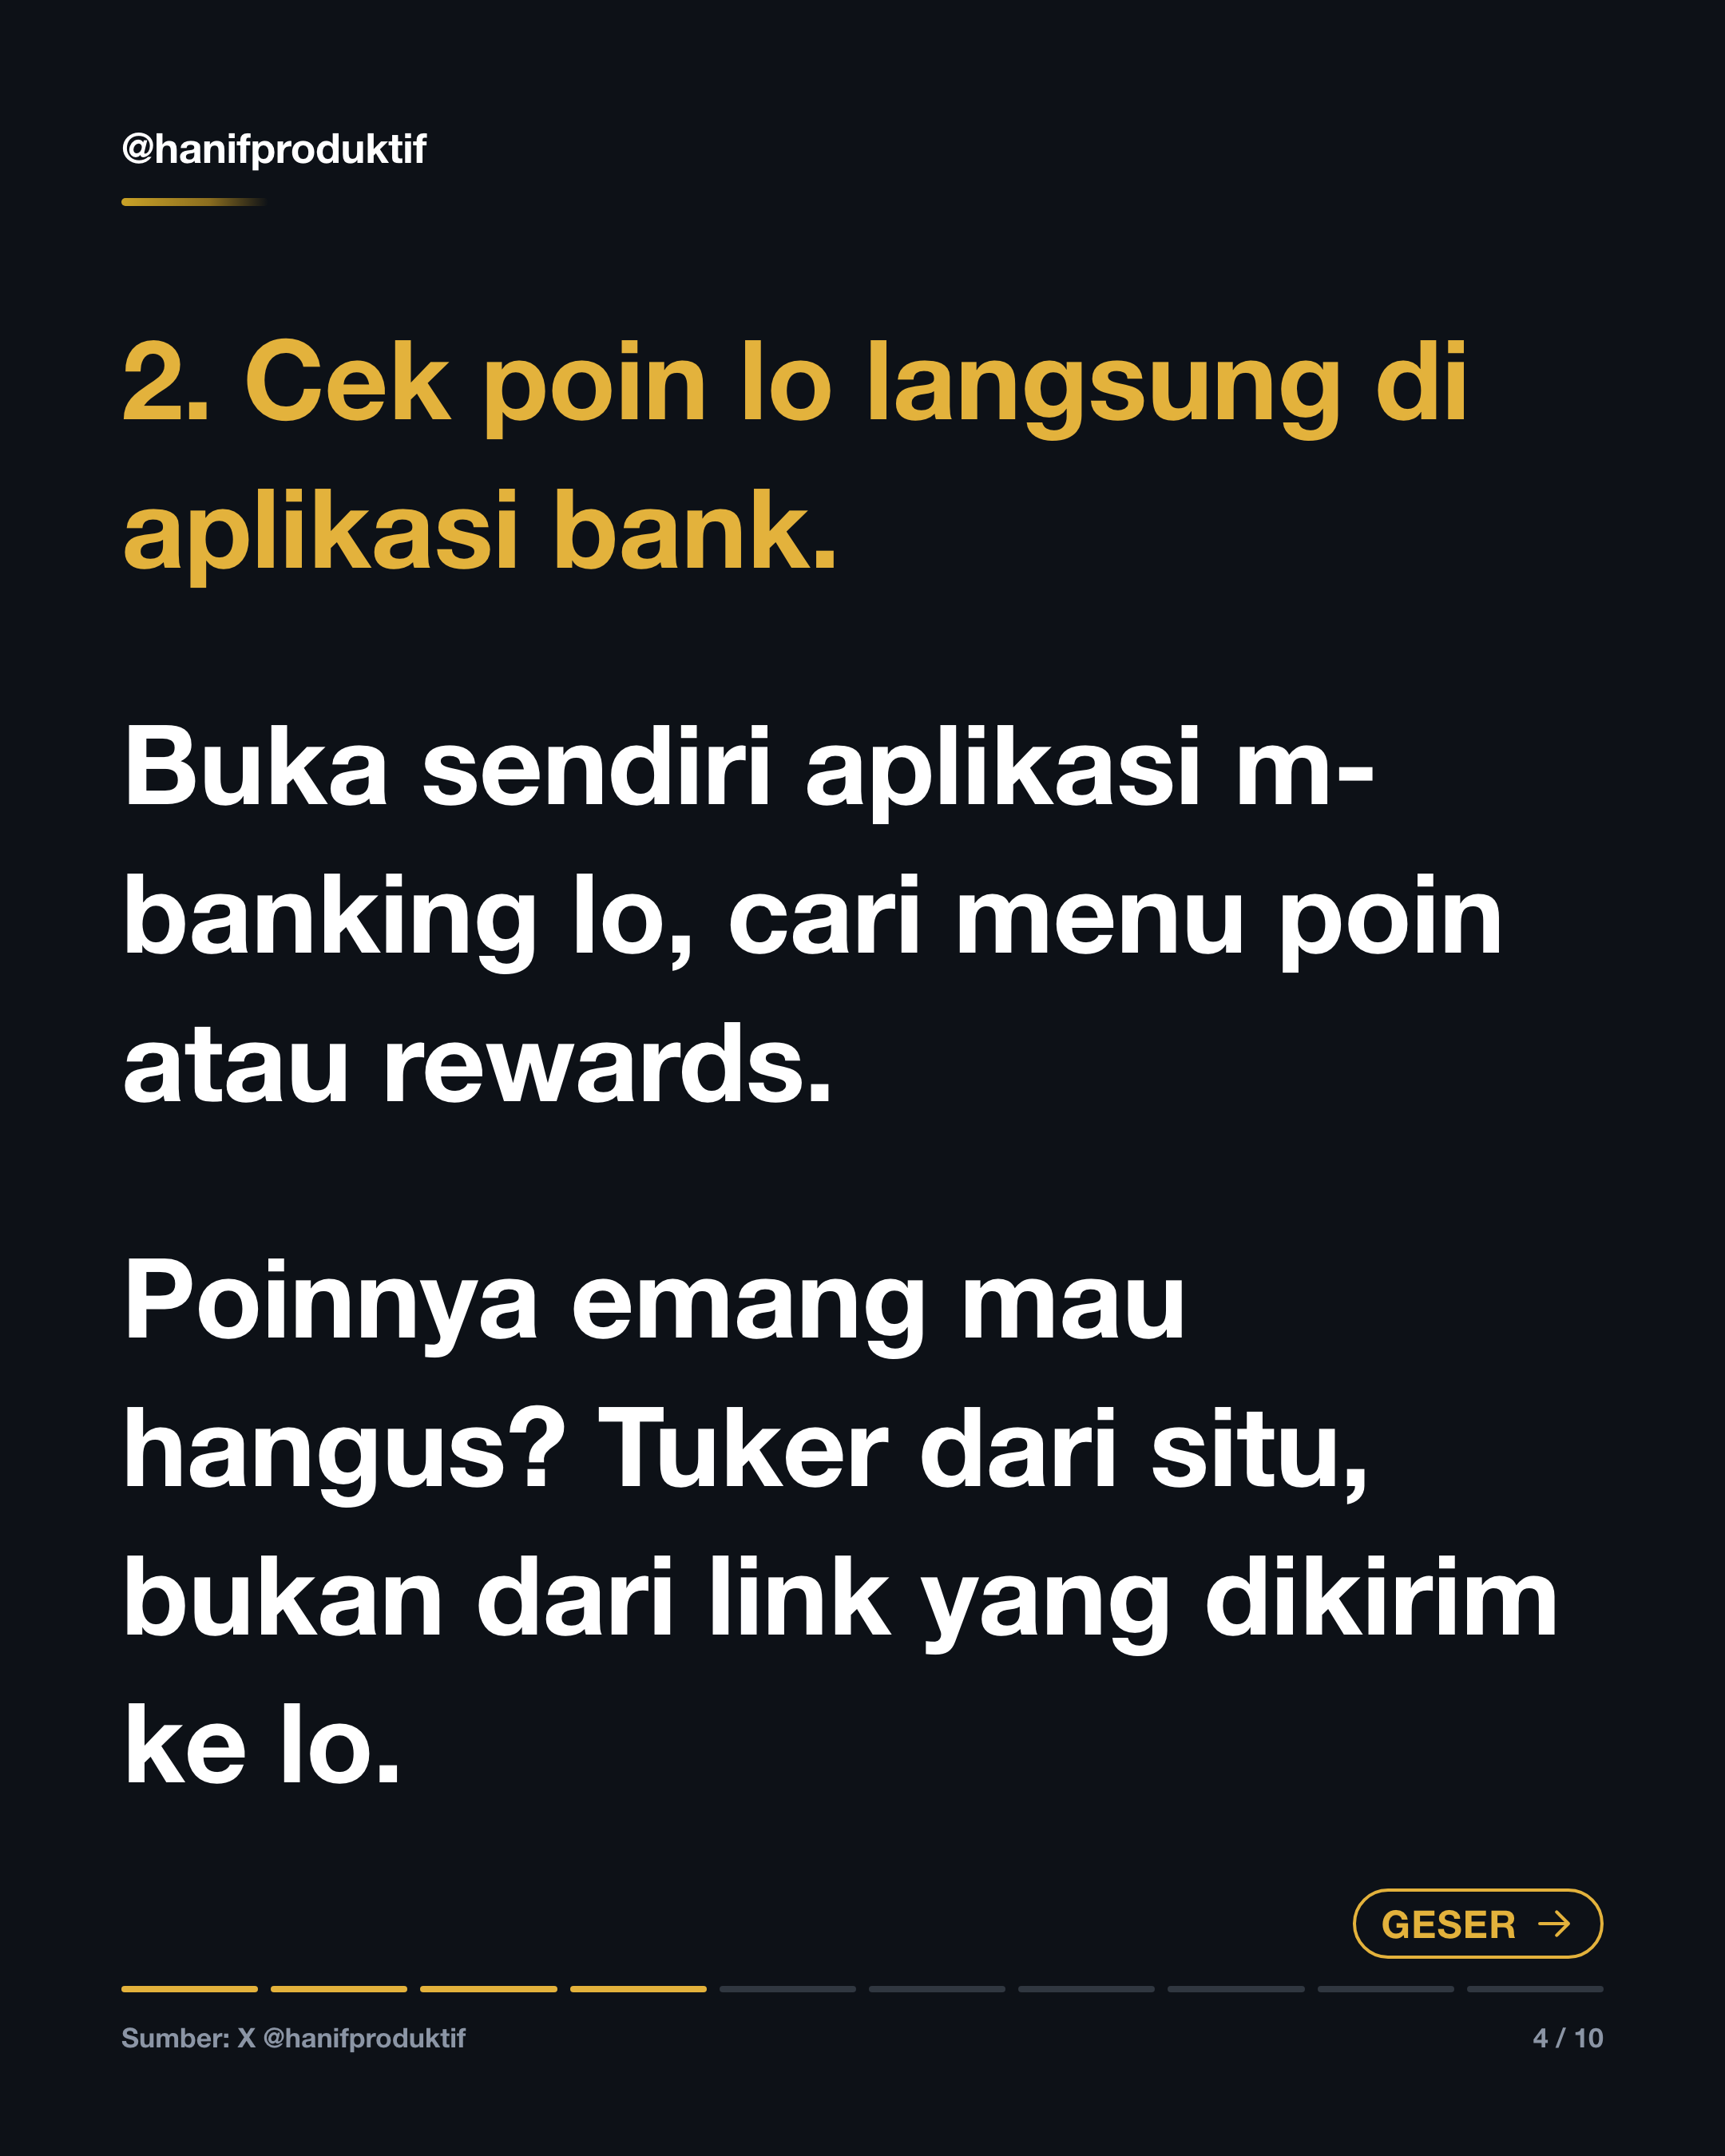 @hanifproduktif
2. Cek poin lo langsung di
aplikasi bank.
Buka sendiri aplikasi m-
banking lo, cari menu poin
atau rewards.
Poinnya emang mau
hangus? Tuker dari situ,
bukan dari link yang dikirim
ke lo.
GESER →
Sumber: X @hanifproduktif
4 / 10